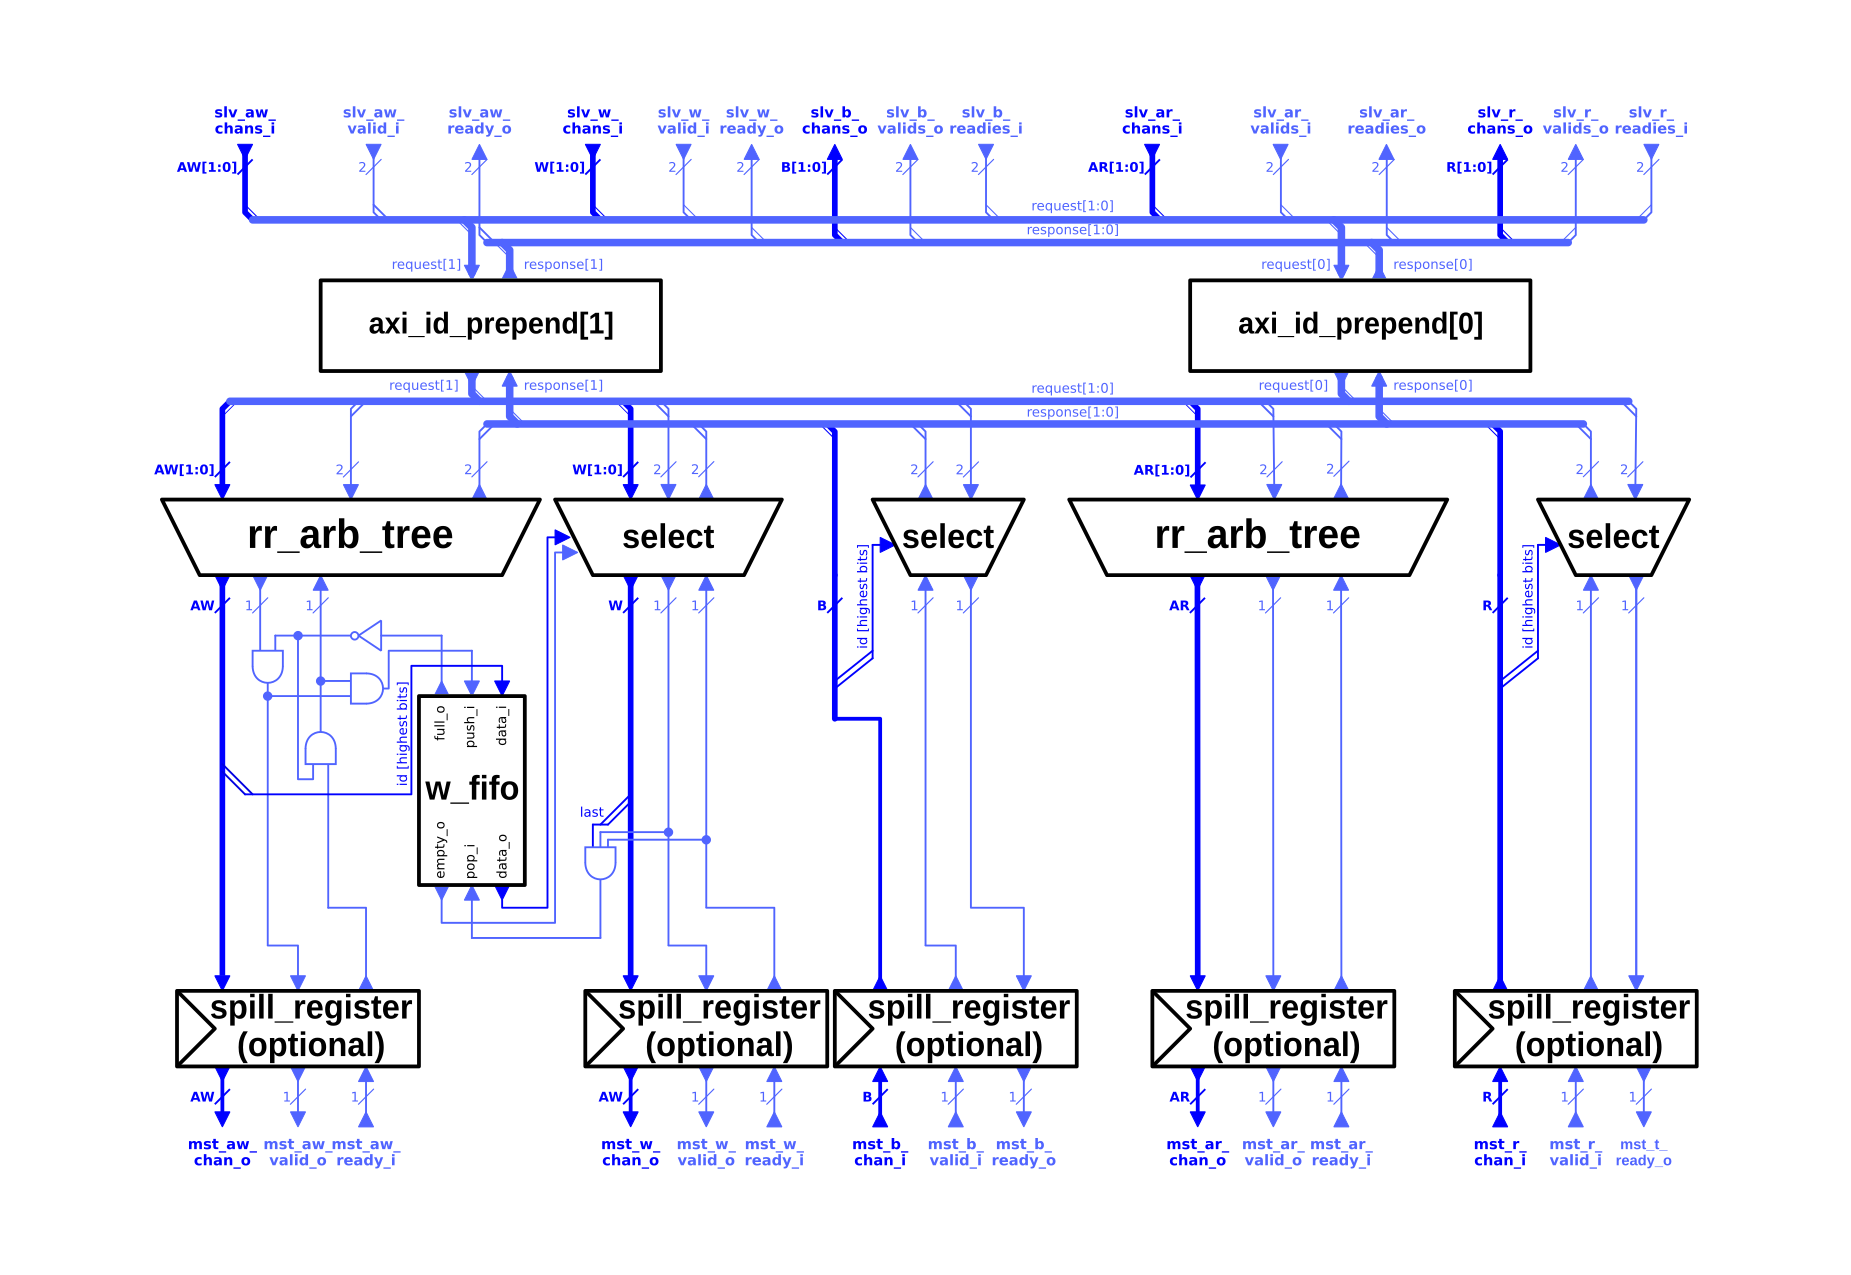 slv_aw_ slv_aw_ slv_aw_ slv_w_ slv_w_ slv_w_ slv_b_ slv_b_ slv_b_ slv_ar_ slv_ar_ slv_ar_ slv_r_ slv_r_ slv_r_
chans_i valid_i ready_o chans_i valid_i ready_o chans_o valids_o readies_i chans_i valids_i readies_o chans_o valids_o readies_i
AW[1:0] 2 2 W[1:0] 2 2 B[1:0] 2 2 AR[1:0] 2 2 R[1:0] 2 2
request[1:0]
response[1:0]
request[1] response[1] request[0] response[0]
axi_id_prepend[1] axi_id_prepend[0]
request[1] response[1] request[1:0] request[0] response[0]
response[1:0]
AW[1:0] 2 2 W[1:0] 2 2 2 2 AR[1:0] 2 2 2 2
rr_arb_tree select select rr_arb_tree select
AW 1 1 W 1 1 B id [highest bits] 1 1 AR 1 1 R id [highest bits] 1 1
id [highest bits]
full_o push_i data_i
w_fifo
last
empty_o pop_i data_o
spill_register spill_register spill_register spill_register spill_register
(optional) (optional) (optional) (optional) (optional)
AW 1 1 AW 1 1 B 1 1 AR 1 1 R 1 1
mst_aw_ mst_aw_ mst_aw_ mst_w_ mst_w_ mst_w_ mst_b_ mst_b_ mst_b_ mst_ar_ mst_ar_ mst_ar_ mst_r_ mst_r_ mst_t_
chan_o valid_o ready_i chan_o valid_o ready_i chan_i valid_i ready_o chan_o valid_o ready_i chan_i valid_i ready_o